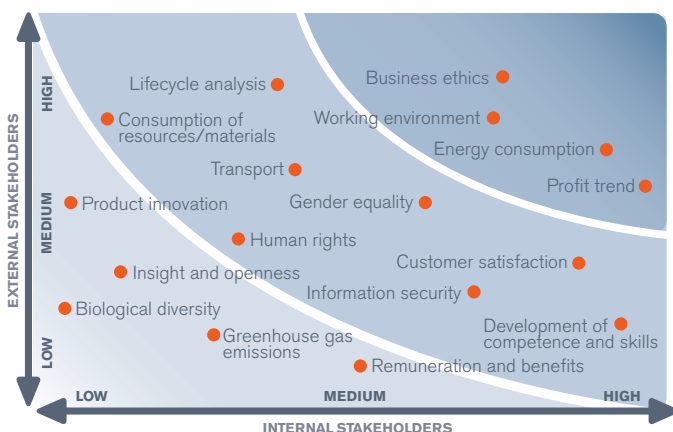 EXTERNAL STAKEHOLDERS
HIGH
MEDIUM
LOW
Business ethics
Lifecycle analysis
Working environment
Consumption of
resources/materials
Energy consumption
Transport
Profit trend
Product innovation
Gender equality
Human rights
Customer satisfaction
Insight and openness
Information security
Biological diversity
Development of
competence and skills
Greenhouse gas
emissions
Remuneration and benefits
LOW
MEDIUM
HIGH
INTERNAL STAKEHOLDERS